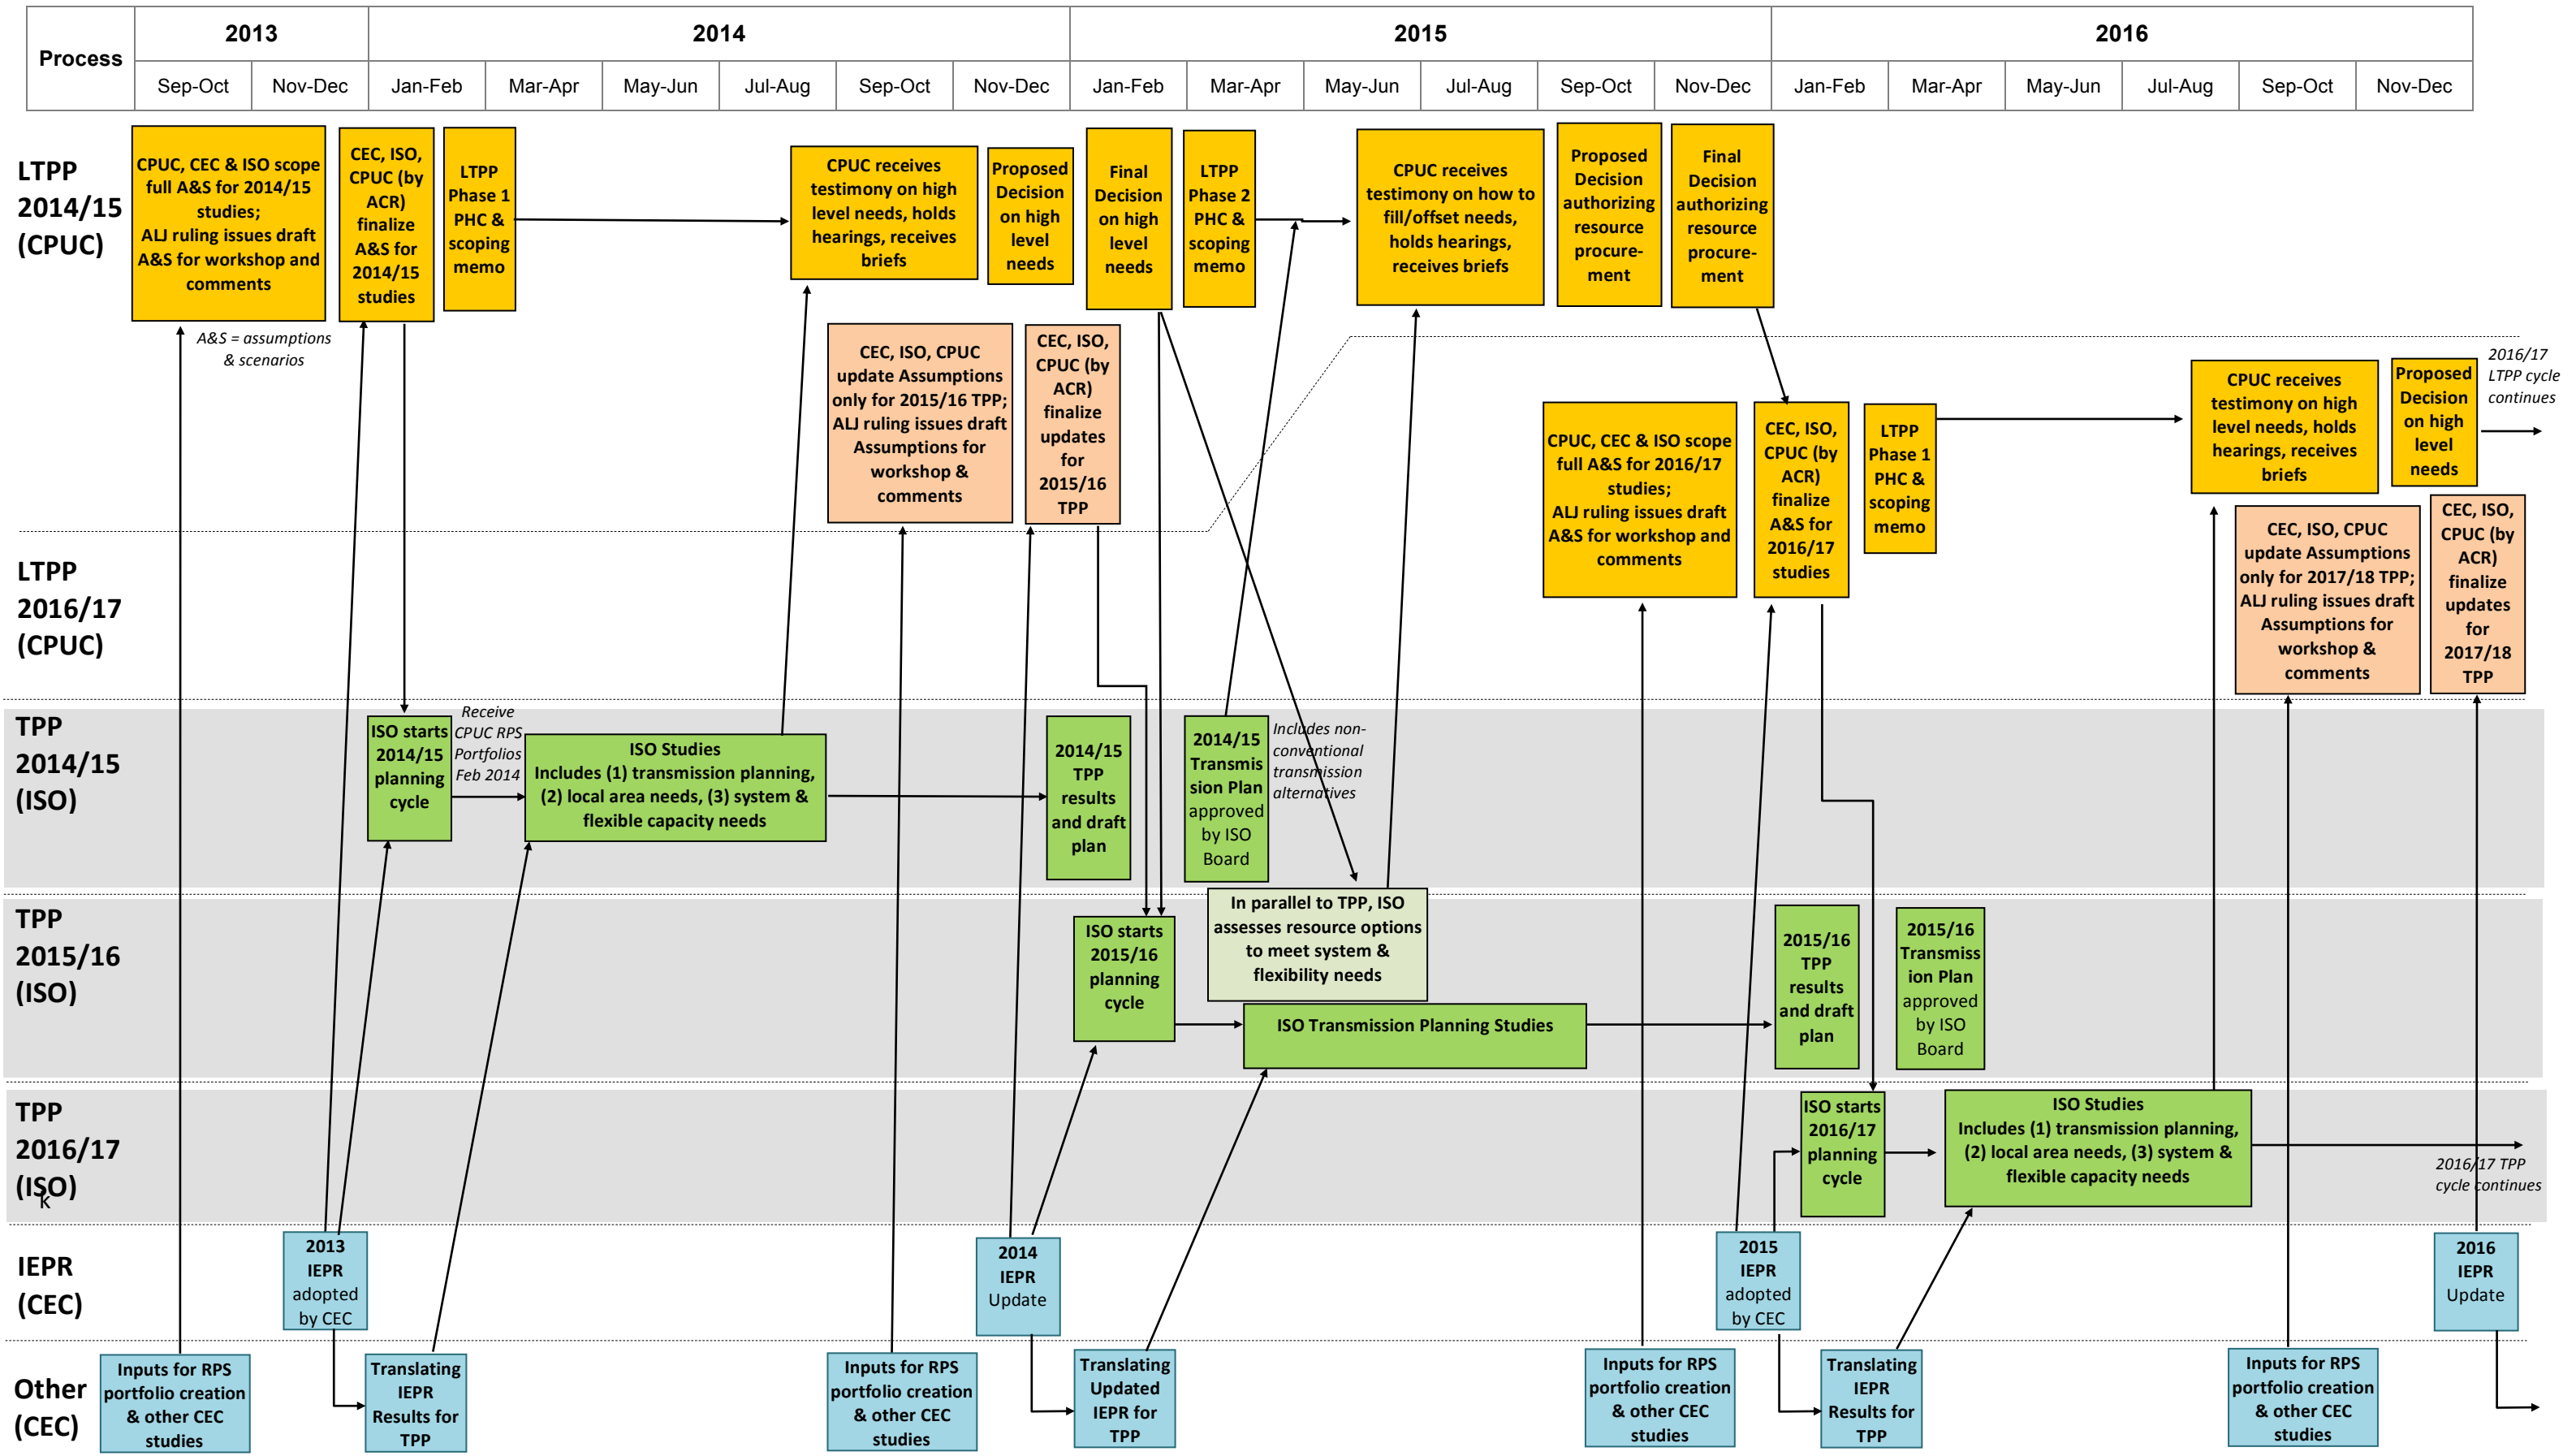 Process
2013
2014
2015
2016
Sep-Oct
Nov-Dec
Jan-Feb
Mar-Apr
May-Jun
Jul-Aug
Sep-Oct
Nov-Dec
Jan-Feb
Mar-Apr
May-Jun
Jul-Aug
Sep-Oct
Nov-Dec
Jan-Feb
Mar-Apr
May-Jun
Jul-Aug
Sep-Oct
Nov-Dec
LTPP
2014/15
(CPUC)
CPUC, CEC & ISO scope
full A&S for 2014/15
studies;
ALJ ruling issues draft
A&S for workshop and
comments
CEC, ISO,
CPUC (by
ACR)
finalize
A&S for
2014/15
studies
LTPP
Phase 1
PHC &
scoping
memo
CPUC receives
testimony on high
level needs, holds
hearings, receives
briefs
Proposed
Decision
on high
level
needs
Final
Decision
on high
level
needs
LTPP
Phase 2
PHC &
scoping
memo
CPUC receives
testimony on how to
fill/offset needs,
holds hearings,
receives briefs
Proposed
Decision
authorizing
resource
procure-
ment
Final
Decision
authorizing
resource
procure-
ment
A&S = assumptions
& scenarios
CEC, ISO, CPUC
update Assumptions
only for 2015/16 TPP;
ALJ ruling issues draft
Assumptions for
workshop &
comments
CEC, ISO,
CPUC (by
ACR)
finalize
updates
for
2015/16
TPP
LTPP
2016/17
(CPUC)
CPUC, CEC & ISO scope
full A&S for 2016/17
studies;
ALJ ruling issues draft
A&S for workshop and
comments
CEC, ISO,
CPUC (by
ACR)
finalize
A&S for
2016/17
studies
LTPP
Phase 1
PHC &
scoping
memo
CPUC receives
testimony on high
level needs, holds
hearings, receives
briefs
Proposed
Decision
on high
level
needs
2016/17
LTPP cycle
continues
CEC, ISO, CPUC
update Assumptions
only for 2017/18 TPP;
ALJ ruling issues draft
Assumptions for
workshop &
comments
CEC, ISO,
CPUC (by
ACR)
finalize
updates
for
2017/18
TPP
TPP
2014/15
(ISO)
ISO starts
2014/15
planning
cycle
Receive
CPUC RPS
Portfolios
Feb 2014
ISO Studies
Includes (1) transmission planning,
(2) local area needs, (3) system &
flexible capacity needs
2014/15
TPP
results
and draft
plan
2014/15
Transmis
sion Plan
approved
by ISO
Board
Includes non-
conventional
transmission
alternatives
TPP
2015/16
(ISO)
ISO starts
2015/16
planning
cycle
In parallel to TPP, ISO
assesses resource options
to meet system &
flexibility needs
ISO Transmission Planning Studies
2015/16
TPP
results
and draft
plan
2015/16
Transmiss
ion Plan
approved
by ISO
Board
TPP
2016/17
(ISO)
k
ISO starts
2016/17
planning
cycle
ISO Studies
Includes (1) transmission planning,
(2) local area needs, (3) system &
flexible capacity needs
2016/17 TPP
cycle continues
IEPR
(CEC)
2013
IEPR
adopted
by CEC
2014
IEPR
Update
2015
IEPR
adopted
by CEC
2016
IEPR
Update
Other
(CEC)
Inputs for RPS
portfolio creation
& other CEC
studies
Translating
IEPR
Results for
TPP
Inputs for RPS
portfolio creation
& other CEC
studies
Translating
Updated
IEPR for
TPP
Inputs for RPS
portfolio creation
& other CEC
studies
Translating
IEPR
Results for
TPP
Inputs for RPS
portfolio creation
& other CEC
studies